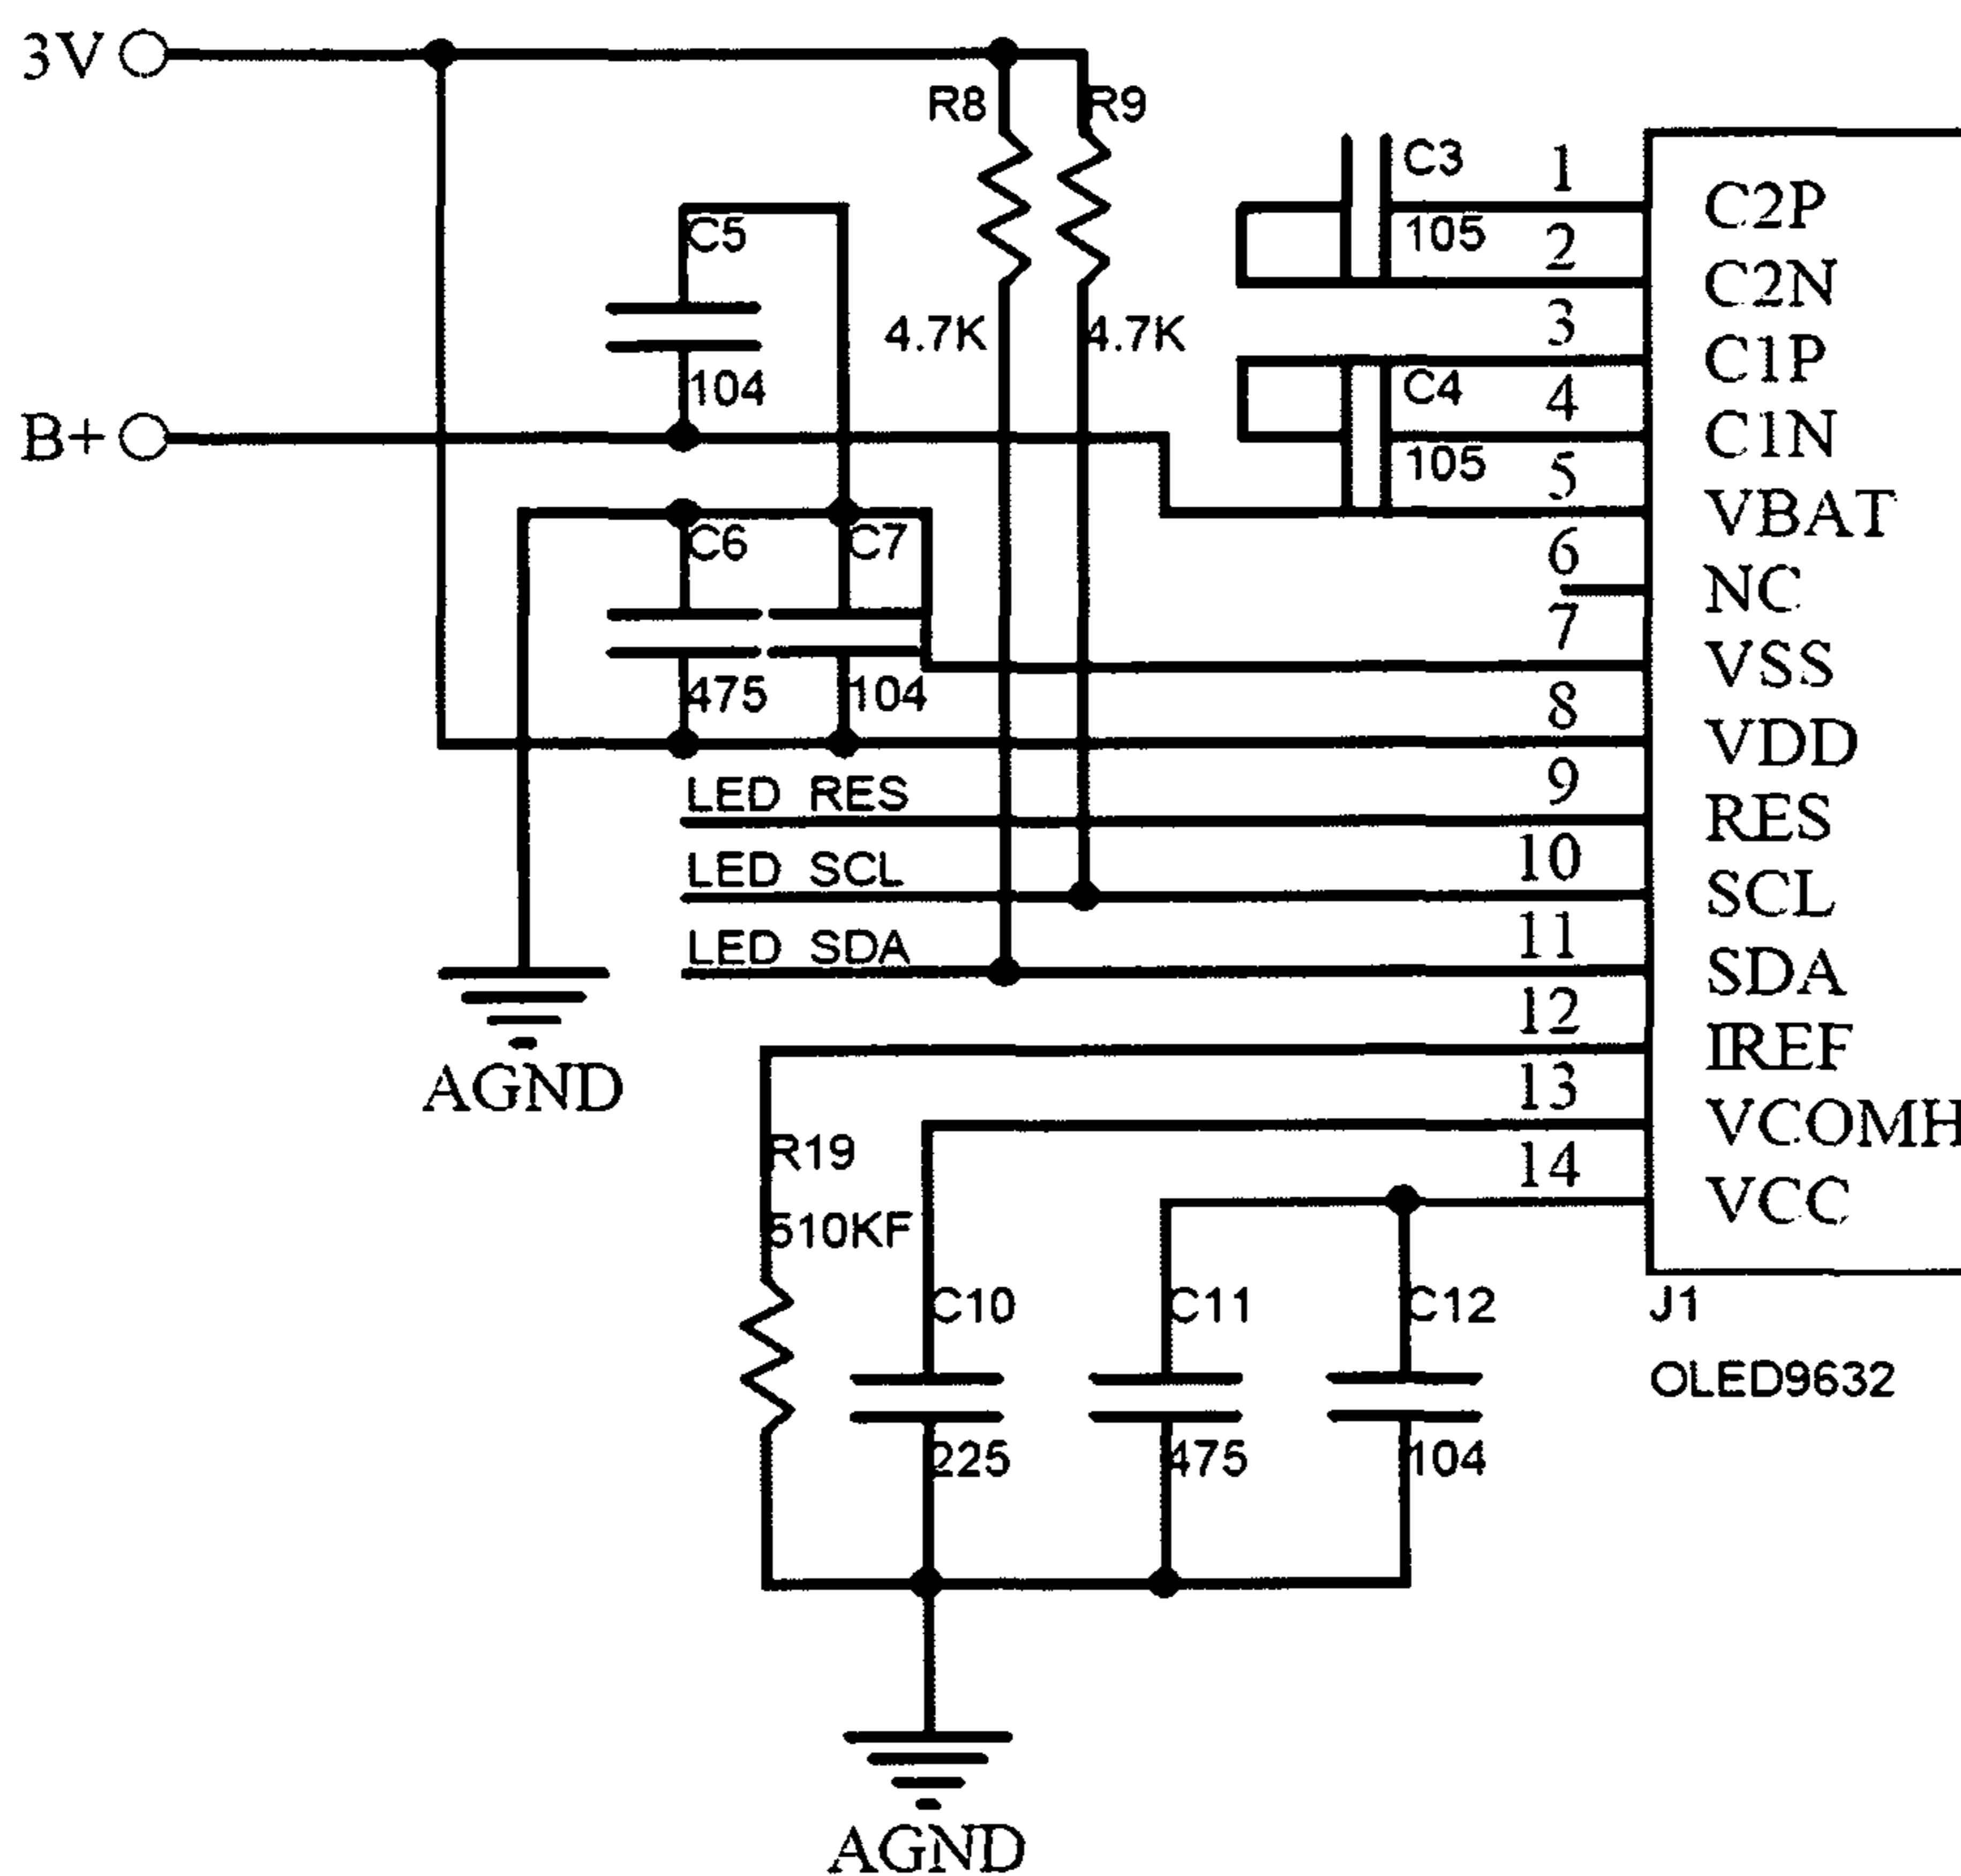 3V
R8
R9
C3
1
C2P
C5
105
2
C2N
4.7K
4.7K
3
C1P
104
C4
4
C1N
B+
105
5
VBAT
C6
C7
6
NC
7
VSS
475
104
8
VDD
LED RES
9
RES
LED SCL
10
SCL
LED SDA
11
SDA
12
IREF
AGND
13
VCOMH
R19
14
VCC
510KF
C10
C11
C12
J1
OLED9632
225
475
104
AGND